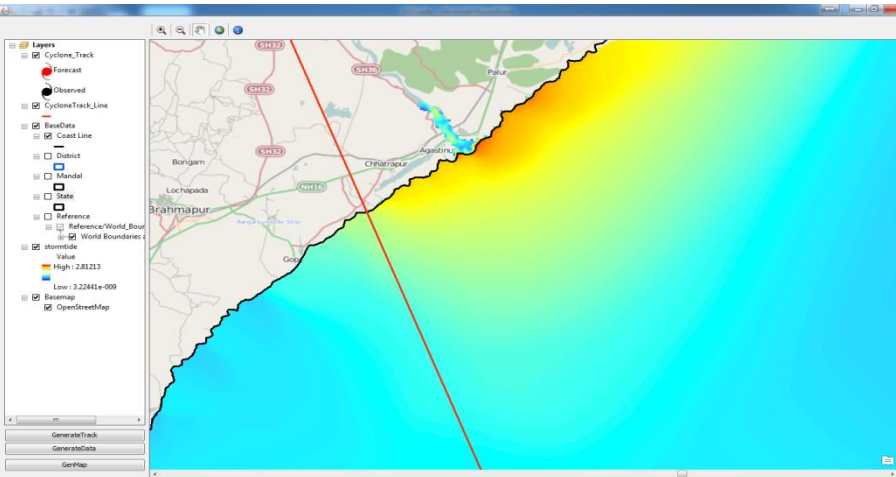 Layers
Cyclone_Track
Forecast
Observed
CycloneTrack_Line
BaseData
Coast Line
District
Mandal
State
Reference
Reference/World_Bour
World Boundaries a
stormtide
Value
High : 2.81213
Low : 3.22441e-009
Basemap
OpenStreetMap
GenerateTrack
GenerateData
GenMap
SH32
SH36
Palur
SH32
Agastinu
SH32
Bongam
Chhatrapur
Lochapada
NH16
Brahmapur
Gop